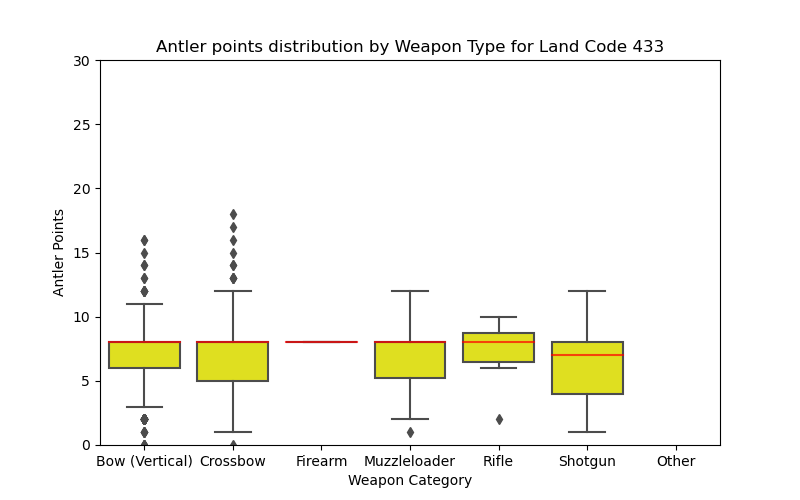 Antler points distribution by Weapon Type for Land Code 433
30
25
20
15
10
5
0
Antler Points
Bow (Vertical) Crossbow Firearm Muzzleloader Rifle Shotgun Other
Weapon Category